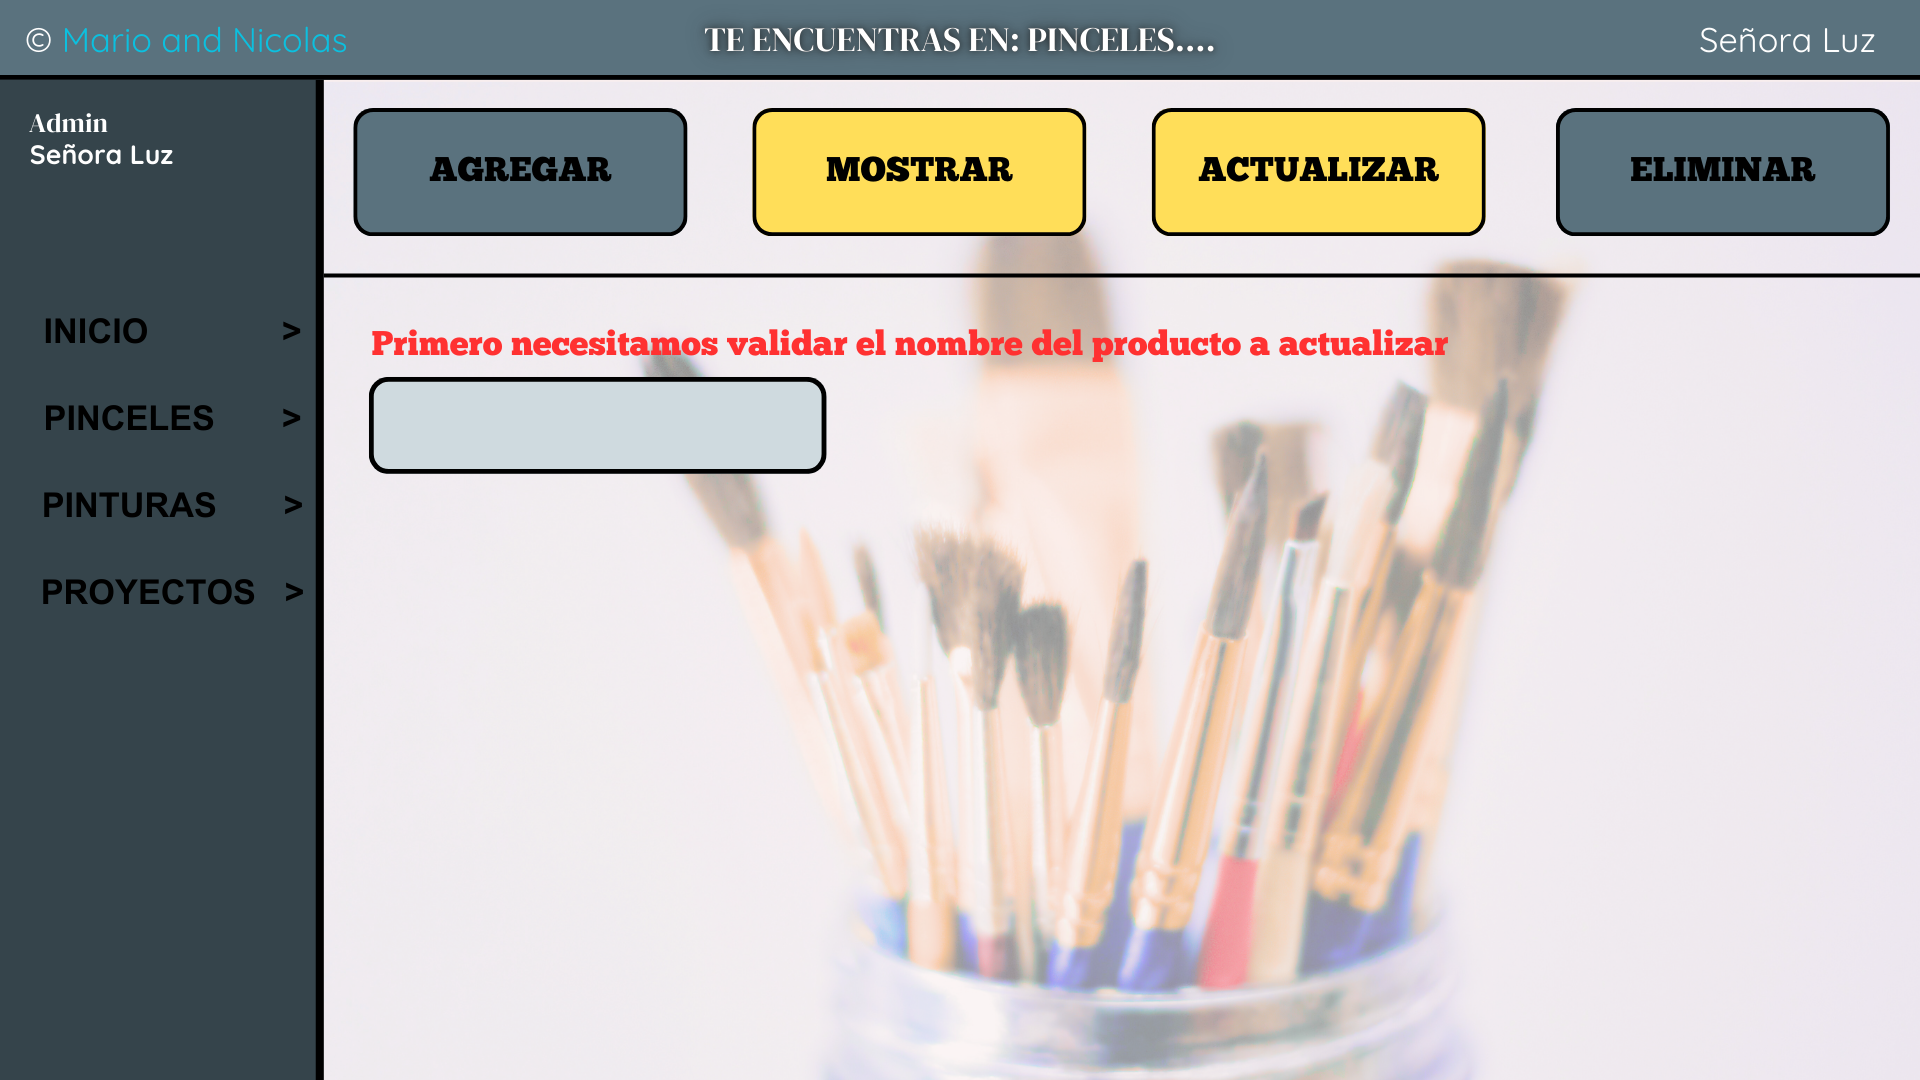 © Mario and Nicolas
TE ENCUENTRAS EN: PINCELES....
Señora Luz
Admin
Señora Luz
AGREGAR
MOSTRAR
ACTUALIZAR
ELIMINAR
INICIO >
PINCELES >
PINTURAS >
PROYECTOS >
Primero necesitamos validar el nombre del producto a actualizar